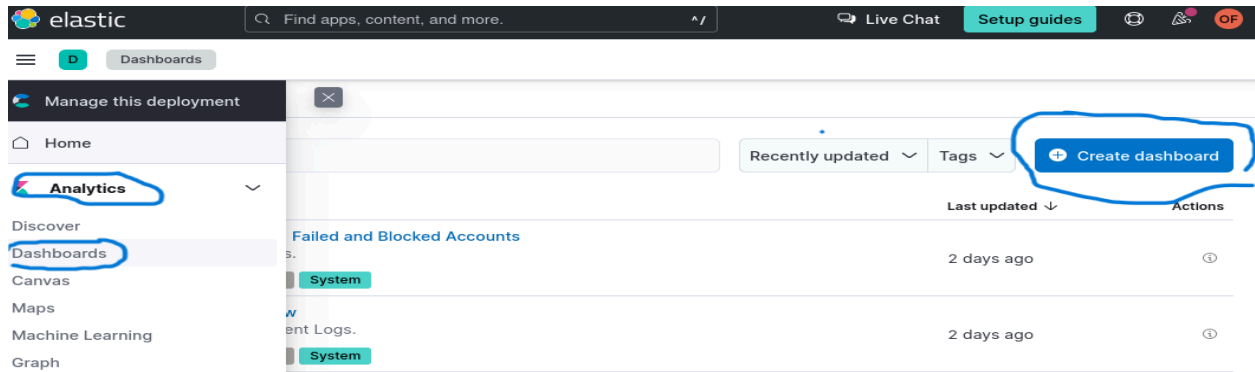 elastic Find apps, content, and more. ^/ Live Chat Setup guides OF
D Dashboards
Manage this deployment
Home
Recently updated Tags Create dashboard
Analytics
Last updated Actions
Discover
Failed and Blocked Accounts
Dashboards
s.
2 days ago
Canvas
System
Maps
w
Machine Learning
ent Logs.
2 days ago
Graph
System